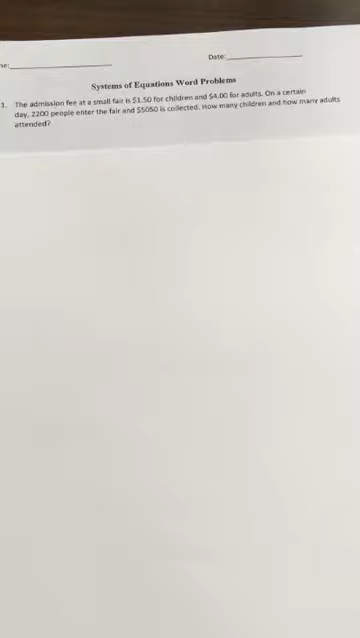 me: Date:
Systems of Equations Word Problems
1. The admission fee at a small fair is $1.50 for children and $4.00 for adults. On a certain
day, 2200 people enter the fair and $5050 is collected. How many children and how many adults
attended?